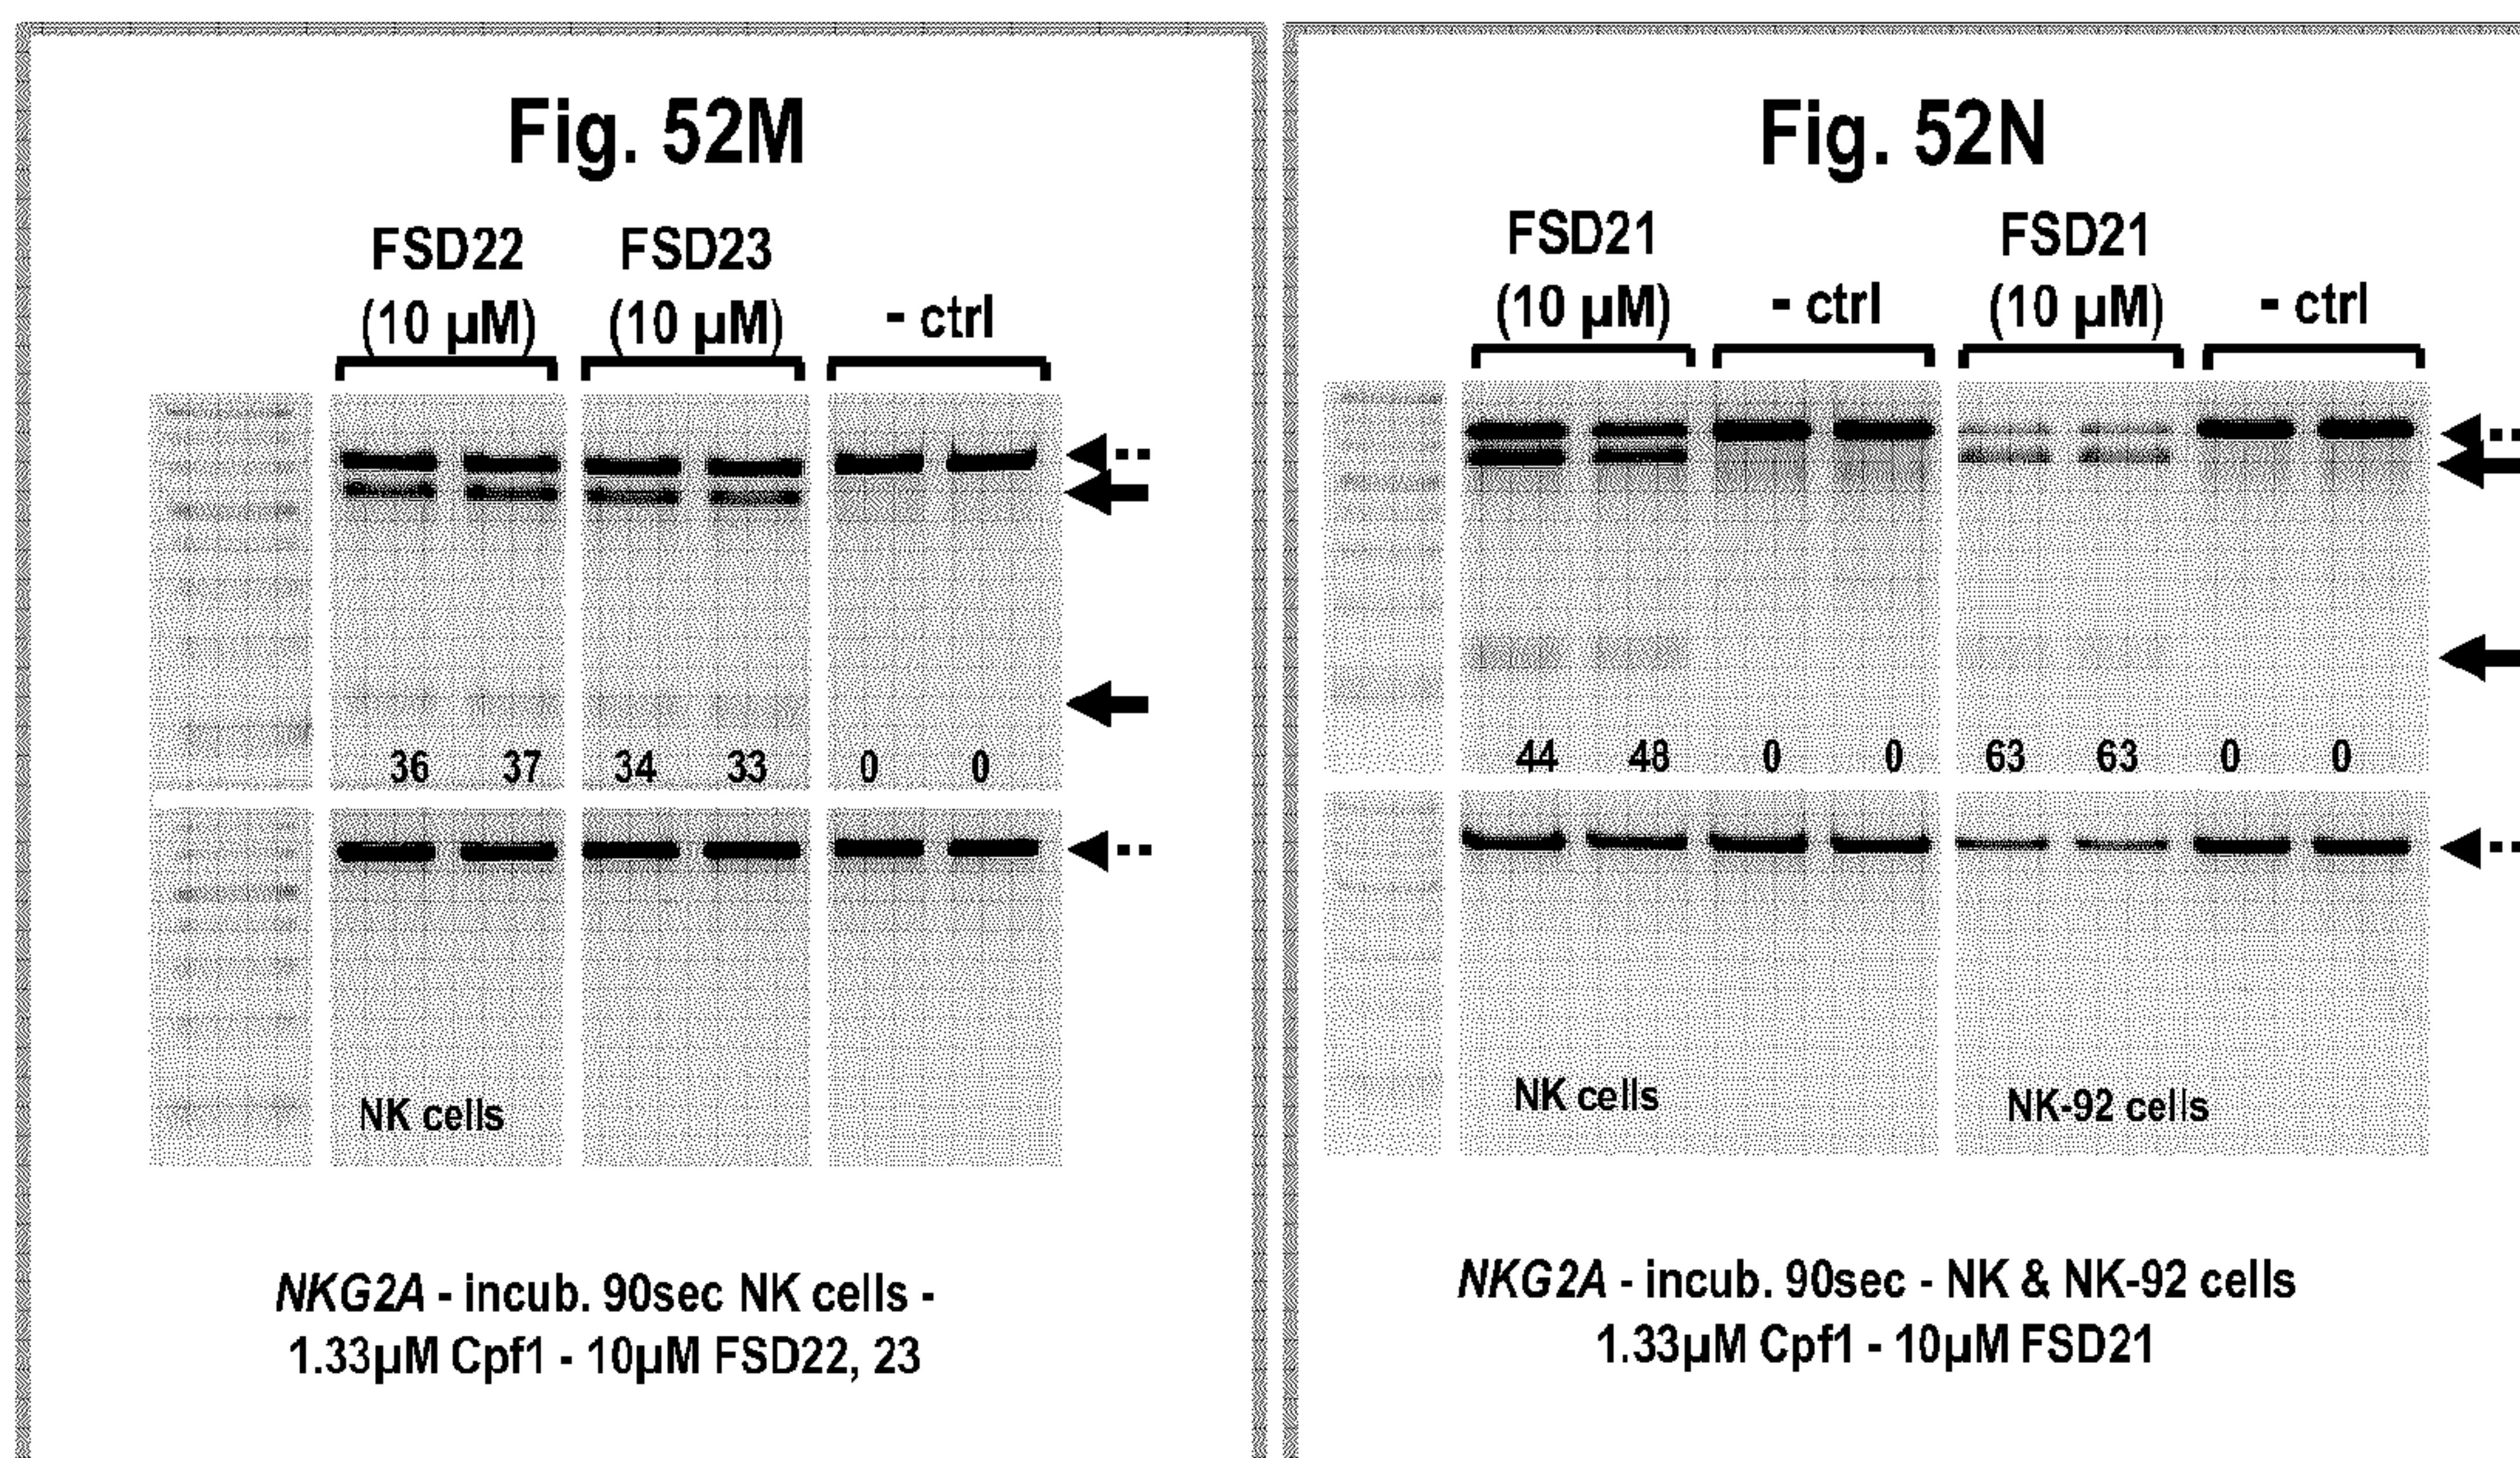 Fig. 52M
FSD22 FSD23
(10 µM) (10 µM) - ctrl
36 37 34 33 0 0
NK cells
NKG2A - incub. 90sec NK cells -
1.33µM Cpf1 - 10µM FSD22, 23
Fig. 52N
FSD21 FSD21
(10 µM) - ctrl (10 µM) - ctrl
44 48 0 0 63 63 0 0
NK cells NK-92 cells
NKG2A - incub. 90sec - NK & NK-92 cells
1.33µM Cpf1 - 10µM FSD21